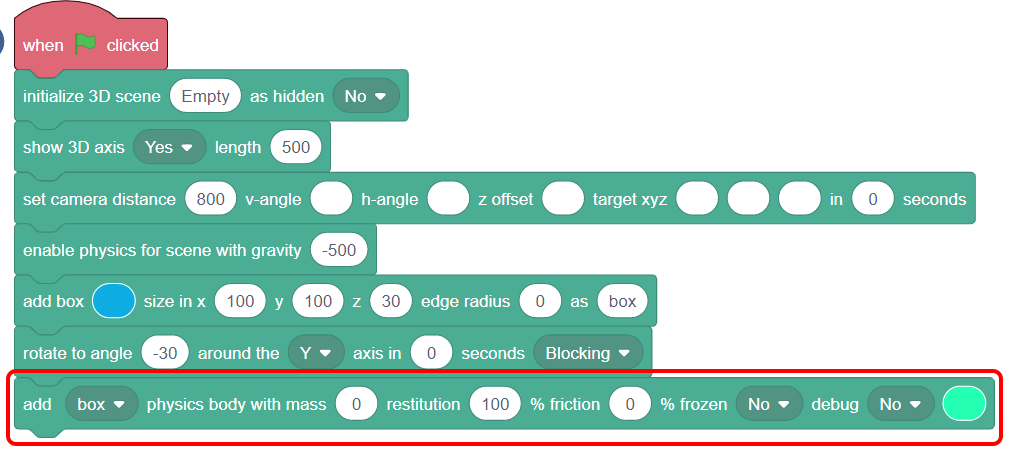 when clicked
initialize 3D scene Empty as hidden No
show 3D axis Yes length 500
set camera distance 800 v-angle h-angle z offset target xyz in 0 seconds
enable physics for scene with gravity -500
add box size in x 100 y 100 z 30 edge radius 0 as box
rotate to angle -30 around the Y axis in 0 seconds Blocking
add box physics body with mass 0 restitution 100 % friction 0 % frozen No debug No